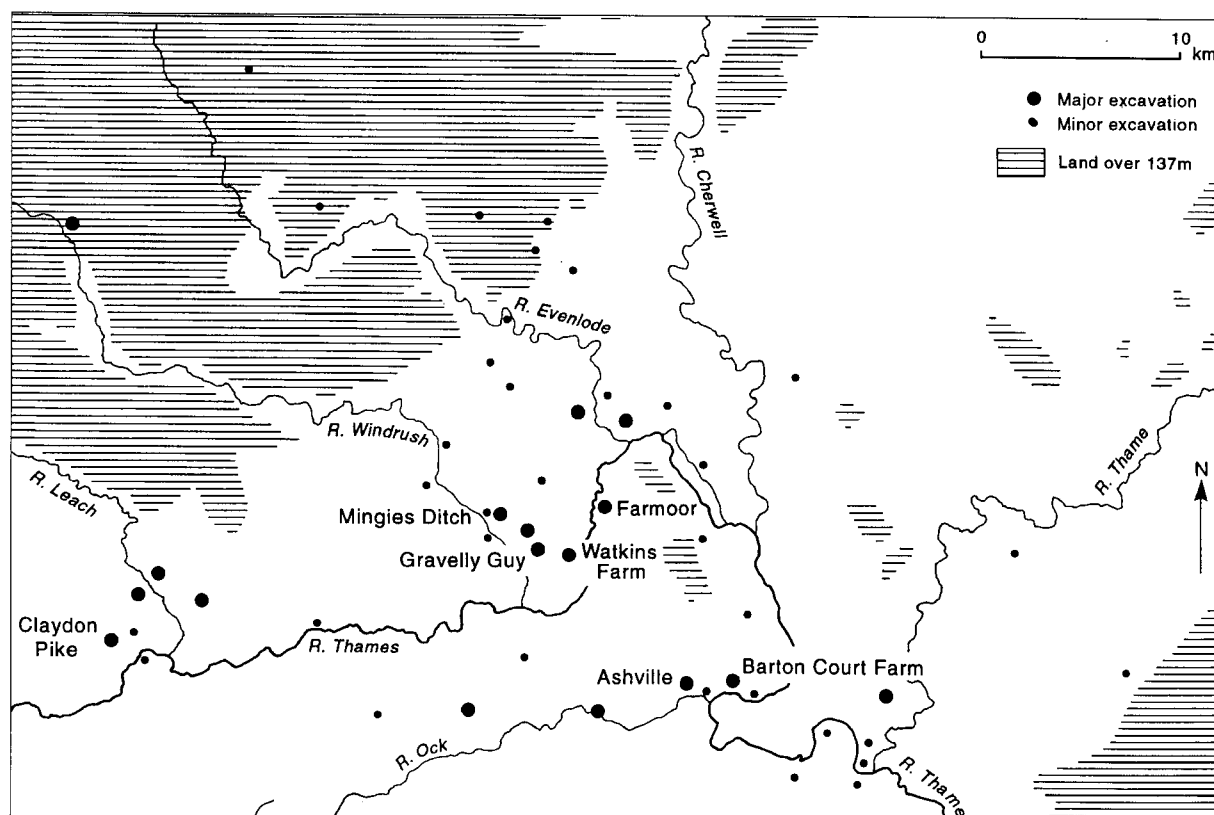 0 10
km
Major excavation
Minor excavation
Land over 137m
R. Cherwell
R. Evenlode
R. Windrush
R. Leach
R. Thame
N
Mingies Ditch
Farmoor
Gravelly Guy
Watkins
Farm
Claydon
Pike
R. Thames
Ashville
Barton Court Farm
R. Ock
R. Thame